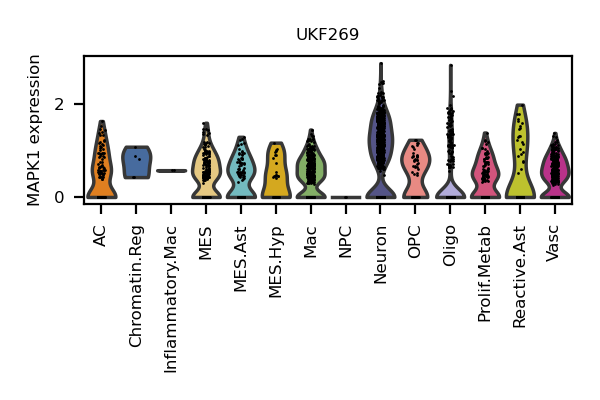 UKF269
MAPK1 expression
2
0
AC
Chromatin.Reg
Inflammatory.Mac
MES
MES.Ast
MES.Hyp
Mac
NPC
Neuron
OPC
Oligo
Prolif.Metab
Reactive.Ast
Vasc